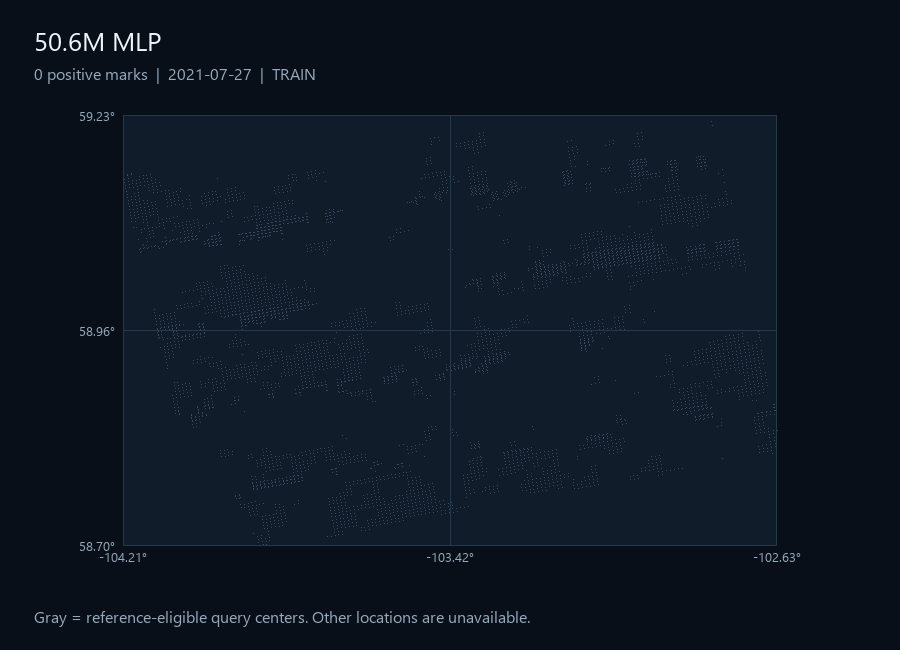 50.6M MLP
0 positive marks | 2021-07-27 | TRAIN
59.23°
58.96°
58.70°
-104.21°
-103.42°
-102.63°
Gray = reference-eligible query centers. Other locations are unavailable.